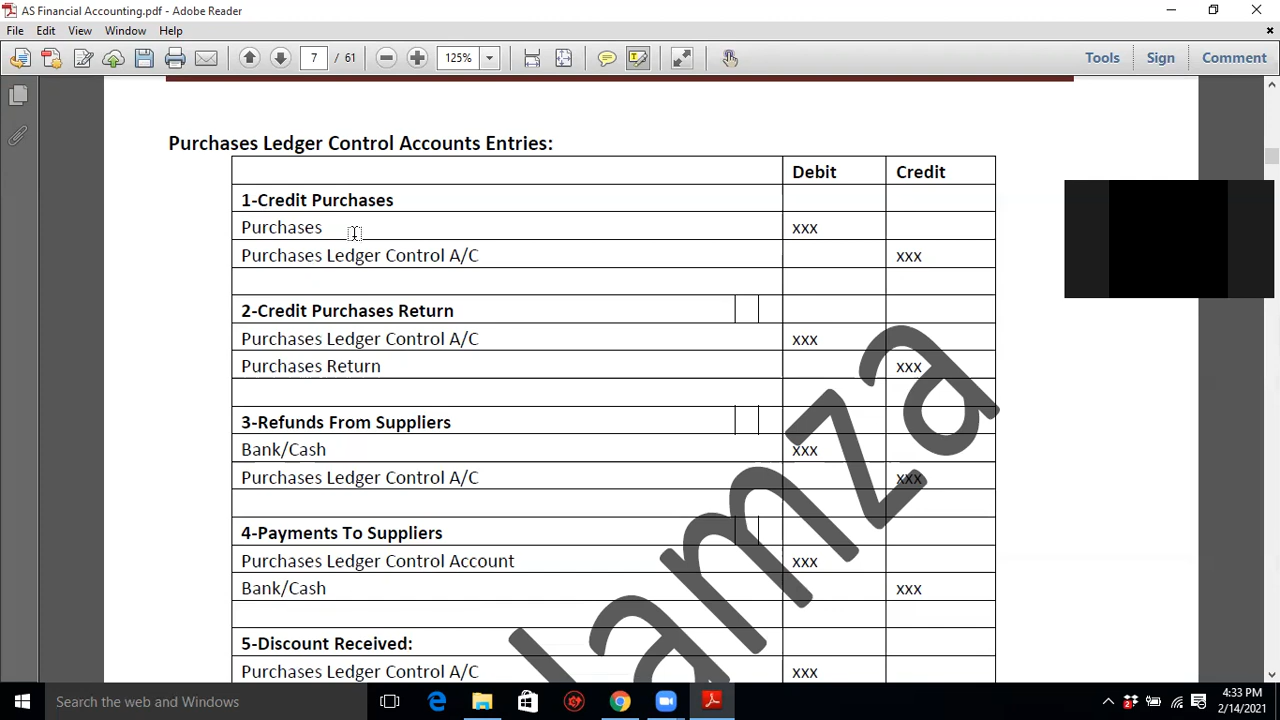 AS Financial Accounting.pdf - Adobe Reader
File Edit View Window Help
7 / 61 125% Tools Sign Comment
Purchases Ledger Control Accounts Entries:
Debit Credit
1-Credit Purchases
Purchases xxx
Purchases Ledger Control A/C xxx
2-Credit Purchases Return
Purchases Ledger Control A/C xxx
Purchases Return xxx
3-Refunds From Suppliers
Bank/Cash xxx
Purchases Ledger Control A/C xxx
4-Payments To Suppliers
Purchases Ledger Control Account xxx
Bank/Cash xxx
5-Discount Received:
Purchases Ledger Control A/C xxx
Search the web and Windows
4:33 PM
2/14/2021